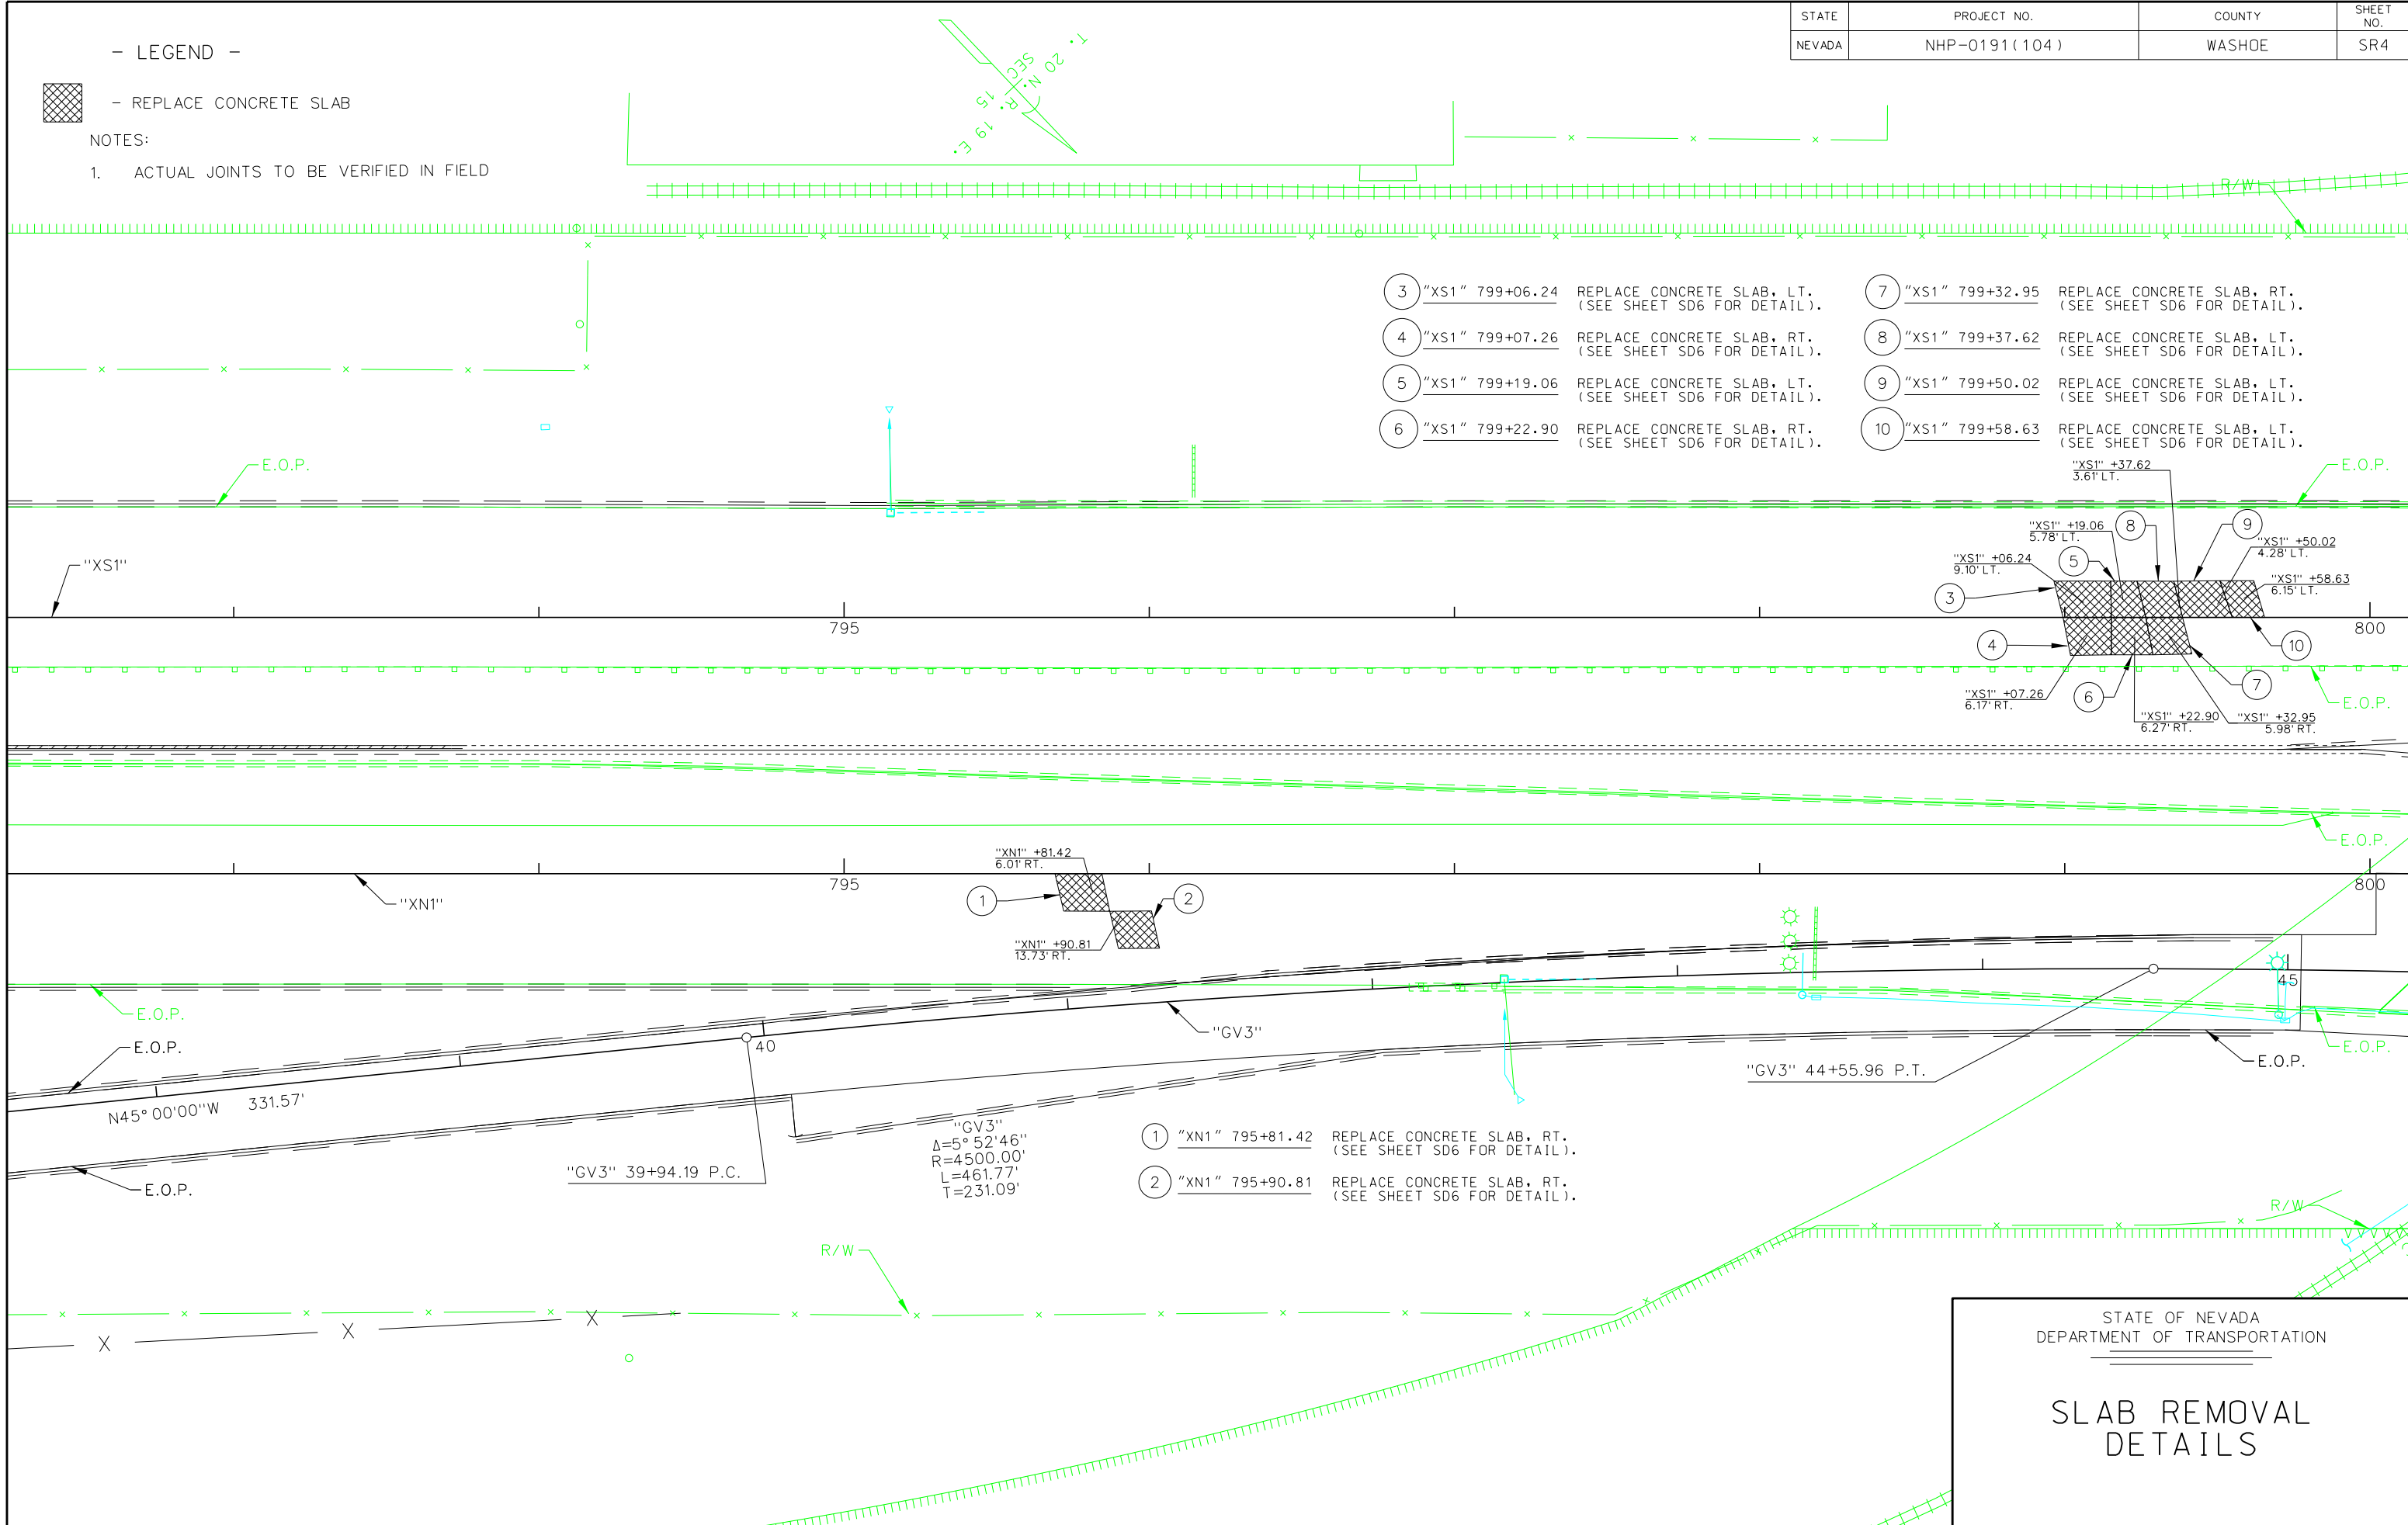 STATE PROJECT NO. COUNTY SHEET NO.
NEVADA NHP-0191(104) WASHOE SR4
- LEGEND -
- REPLACE CONCRETE SLAB
NOTES:
1. ACTUAL JOINTS TO BE VERIFIED IN FIELD
T. 20 N. R. 19 E.
SEC. 15
R/W
3 "XS1" 799+06.24 REPLACE CONCRETE SLAB, LT.
(SEE SHEET SD6 FOR DETAIL).
4 "XS1" 799+07.26 REPLACE CONCRETE SLAB, RT.
(SEE SHEET SD6 FOR DETAIL).
5 "XS1" 799+19.06 REPLACE CONCRETE SLAB, LT.
(SEE SHEET SD6 FOR DETAIL).
6 "XS1" 799+22.90 REPLACE CONCRETE SLAB, RT.
(SEE SHEET SD6 FOR DETAIL).
7 "XS1" 799+32.95 REPLACE CONCRETE SLAB, RT.
(SEE SHEET SD6 FOR DETAIL).
8 "XS1" 799+37.62 REPLACE CONCRETE SLAB, LT.
(SEE SHEET SD6 FOR DETAIL).
9 "XS1" 799+50.02 REPLACE CONCRETE SLAB, LT.
(SEE SHEET SD6 FOR DETAIL).
10 "XS1" 799+58.63 REPLACE CONCRETE SLAB, LT.
(SEE SHEET SD6 FOR DETAIL).
E.O.P.
"XS1" +37.62
3.61' LT.
E.O.P.
"XS1" +19.06
5.78' LT.
8
9
"XS1" +50.02
4.28' LT.
"XS1" +06.24
9.10' LT.
5
"XS1" +58.63
6.15' LT.
3
"XS1"
795
800
4
10
7
6
"XS1" +07.26
6.17' RT.
"XS1" +22.90
6.27' RT.
"XS1" +32.95
5.98' RT.
E.O.P.
E.O.P.
"XN1" +81.42
6.01' RT.
795
800
"XN1"
1
2
"XN1" +90.81
13.73' RT.
E.O.P.
E.O.P.
40
"GV3"
45
E.O.P.
E.O.P.
"GV3" 44+55.96 P.T.
N45°00'00"W 331.57'
"GV3"
Δ=5°52'46"
R=4500.00'
L=461.77'
T=231.09'
"GV3" 39+94.19 P.C.
E.O.P.
1 "XN1" 795+81.42 REPLACE CONCRETE SLAB, RT.
(SEE SHEET SD6 FOR DETAIL).
2 "XN1" 795+90.81 REPLACE CONCRETE SLAB, RT.
(SEE SHEET SD6 FOR DETAIL).
R/W
R/W
X X X
STATE OF NEVADA
DEPARTMENT OF TRANSPORTATION
SLAB REMOVAL
DETAILS